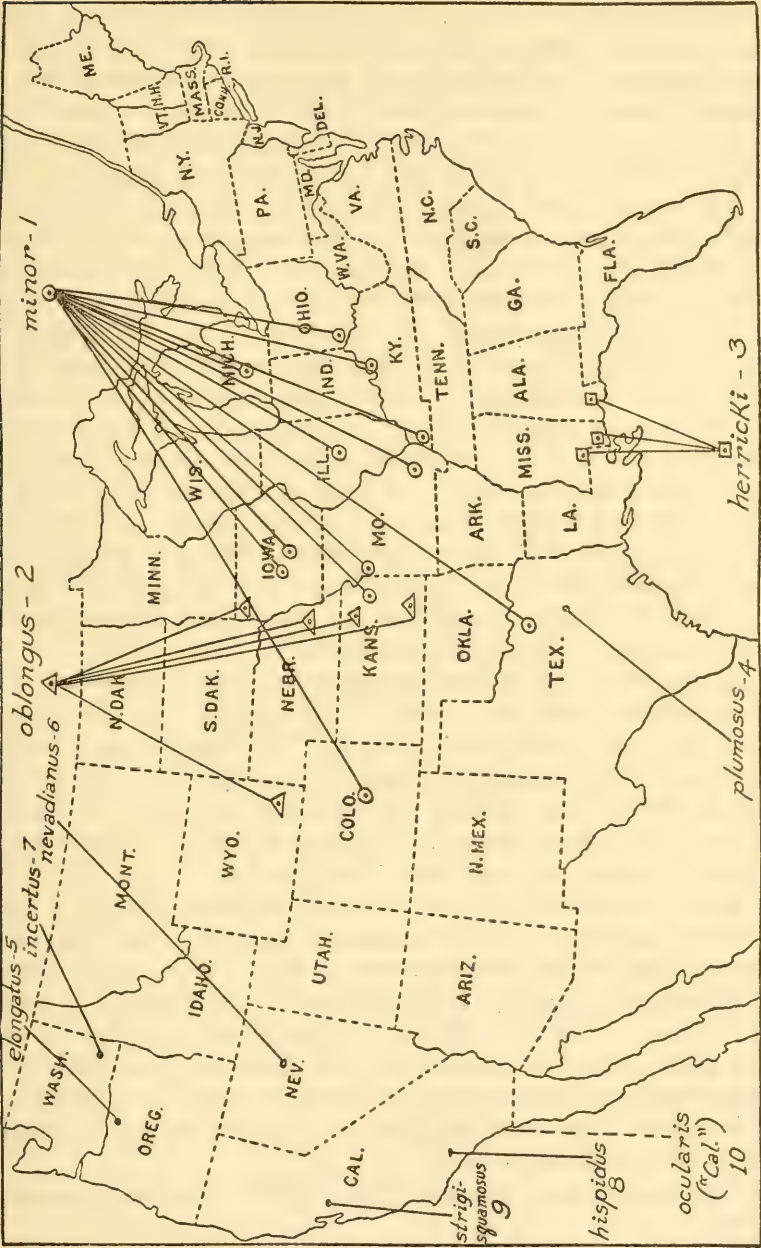 minor-1
oblongus-2
nevadianus-6
incertus-7
elongatus-5
WASH.
OREG.
CAL.
NEV.
IDAHO.
MONT.
WYO.
UTAH.
COLO.
ARIZ.
N.MEX.
N.DAK
S.DAK.
NEBR.
KANS.
OKLA.
TEX.
MINN.
IOWA.
MO.
ARK.
LA.
WIS.
ILL.
MICH.
IND.
OHIO.
KY.
TENN.
MISS.
ALA.
GA.
FLA.
S.C.
N.C.
VA.
W.VA.
MD.
DEL.
PA.
N.J.
N.Y.
CONN.
R.I.
MASS.
VT.
N.H.
ME.
herricKi-3
plumosus-4
strigi-
squamosus
9
hispidus
8
ocularis
("Cal.")
10